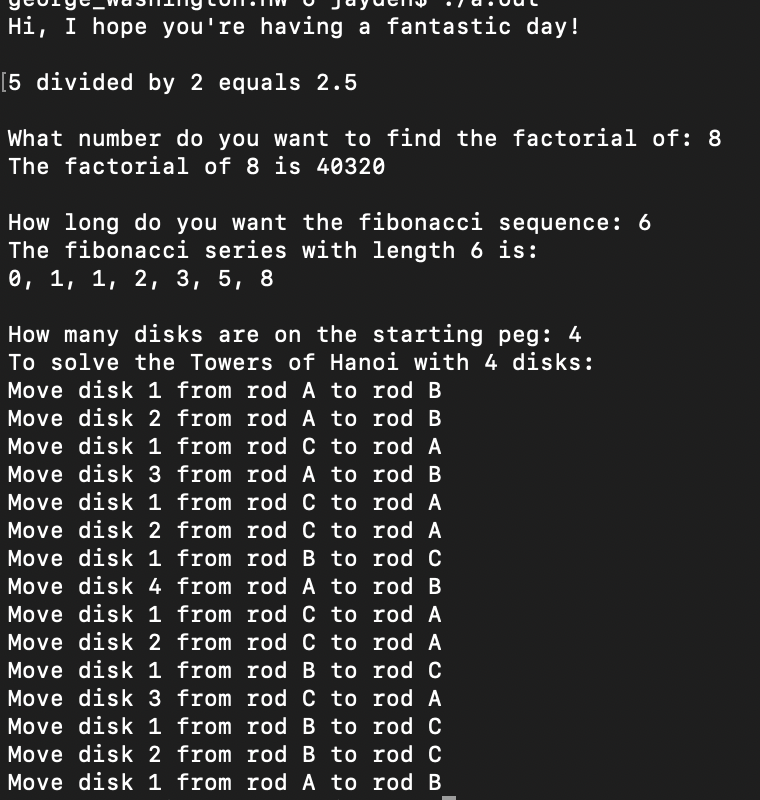 george_washington.HW 6 jayden$ ./a.out
Hi, I hope you're having a fantastic day!
[5 divided by 2 equals 2.5
What number do you want to find the factorial of: 8
The factorial of 8 is 40320
How long do you want the fibonacci sequence: 6
The fibonacci series with length 6 is:
0, 1, 1, 2, 3, 5, 8
How many disks are on the starting peg: 4
To solve the Towers of Hanoi with 4 disks:
Move disk 1 from rod A to rod B
Move disk 2 from rod A to rod B
Move disk 1 from rod C to rod A
Move disk 3 from rod A to rod B
Move disk 1 from rod C to rod A
Move disk 2 from rod C to rod A
Move disk 1 from rod B to rod C
Move disk 4 from rod A to rod B
Move disk 1 from rod C to rod A
Move disk 2 from rod C to rod A
Move disk 1 from rod B to rod C
Move disk 3 from rod C to rod A
Move disk 1 from rod B to rod C
Move disk 2 from rod B to rod C
Move disk 1 from rod A to rod B